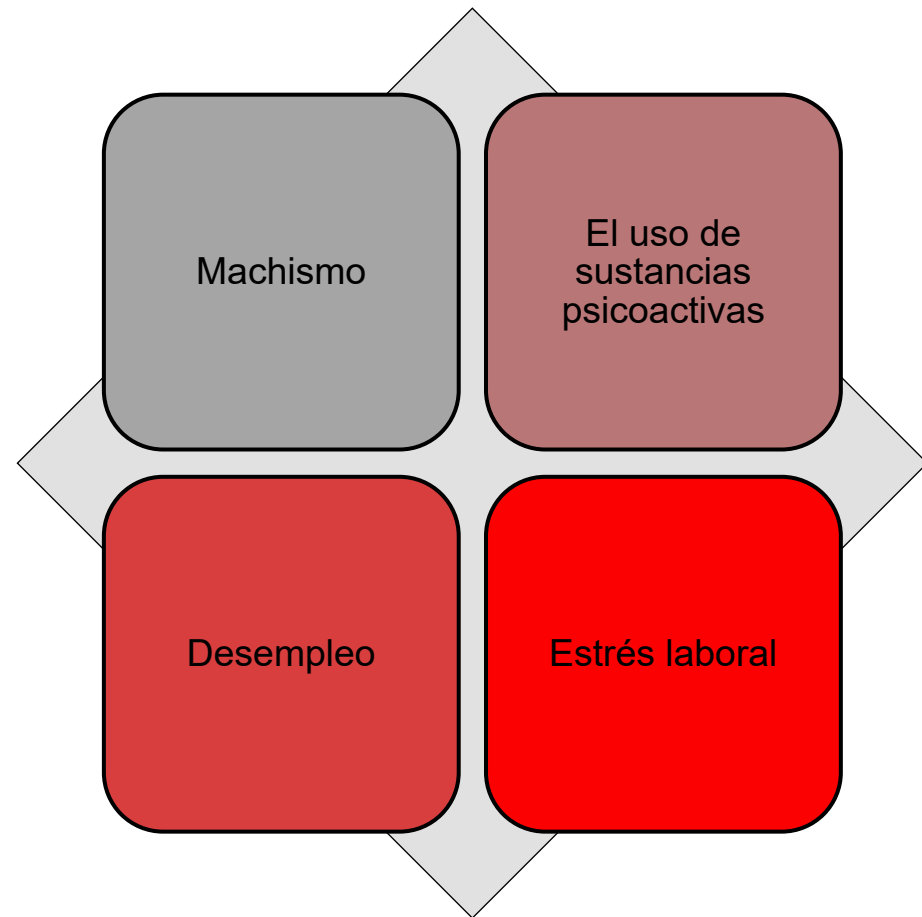 Machismo
El uso de
sustancias
psicoactivas
Desempleo
Estrés laboral